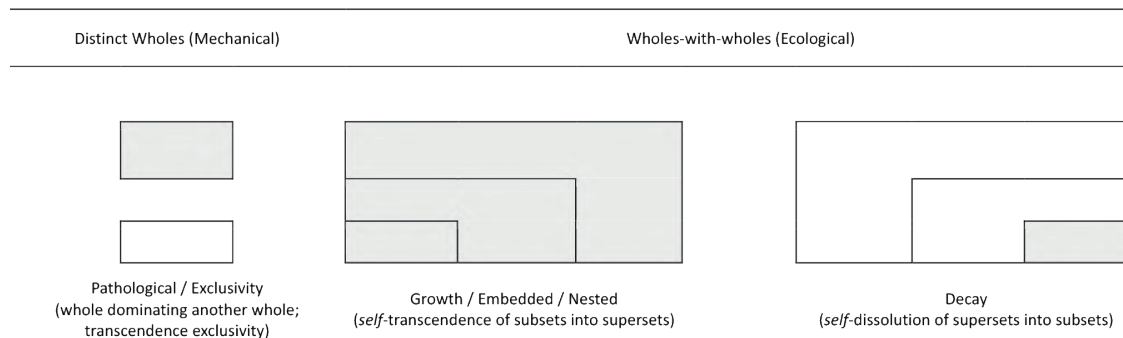 Distinct Wholes (Mechanical)
Wholes-with-wholes (Ecological)
Pathological / Exclusivity
(whole dominating another whole;
transcendence exclusivity)
Growth / Embedded / Nested
(self-transcendence of subsets into supersets)
Decay
(self-dissolution of supersets into subsets)